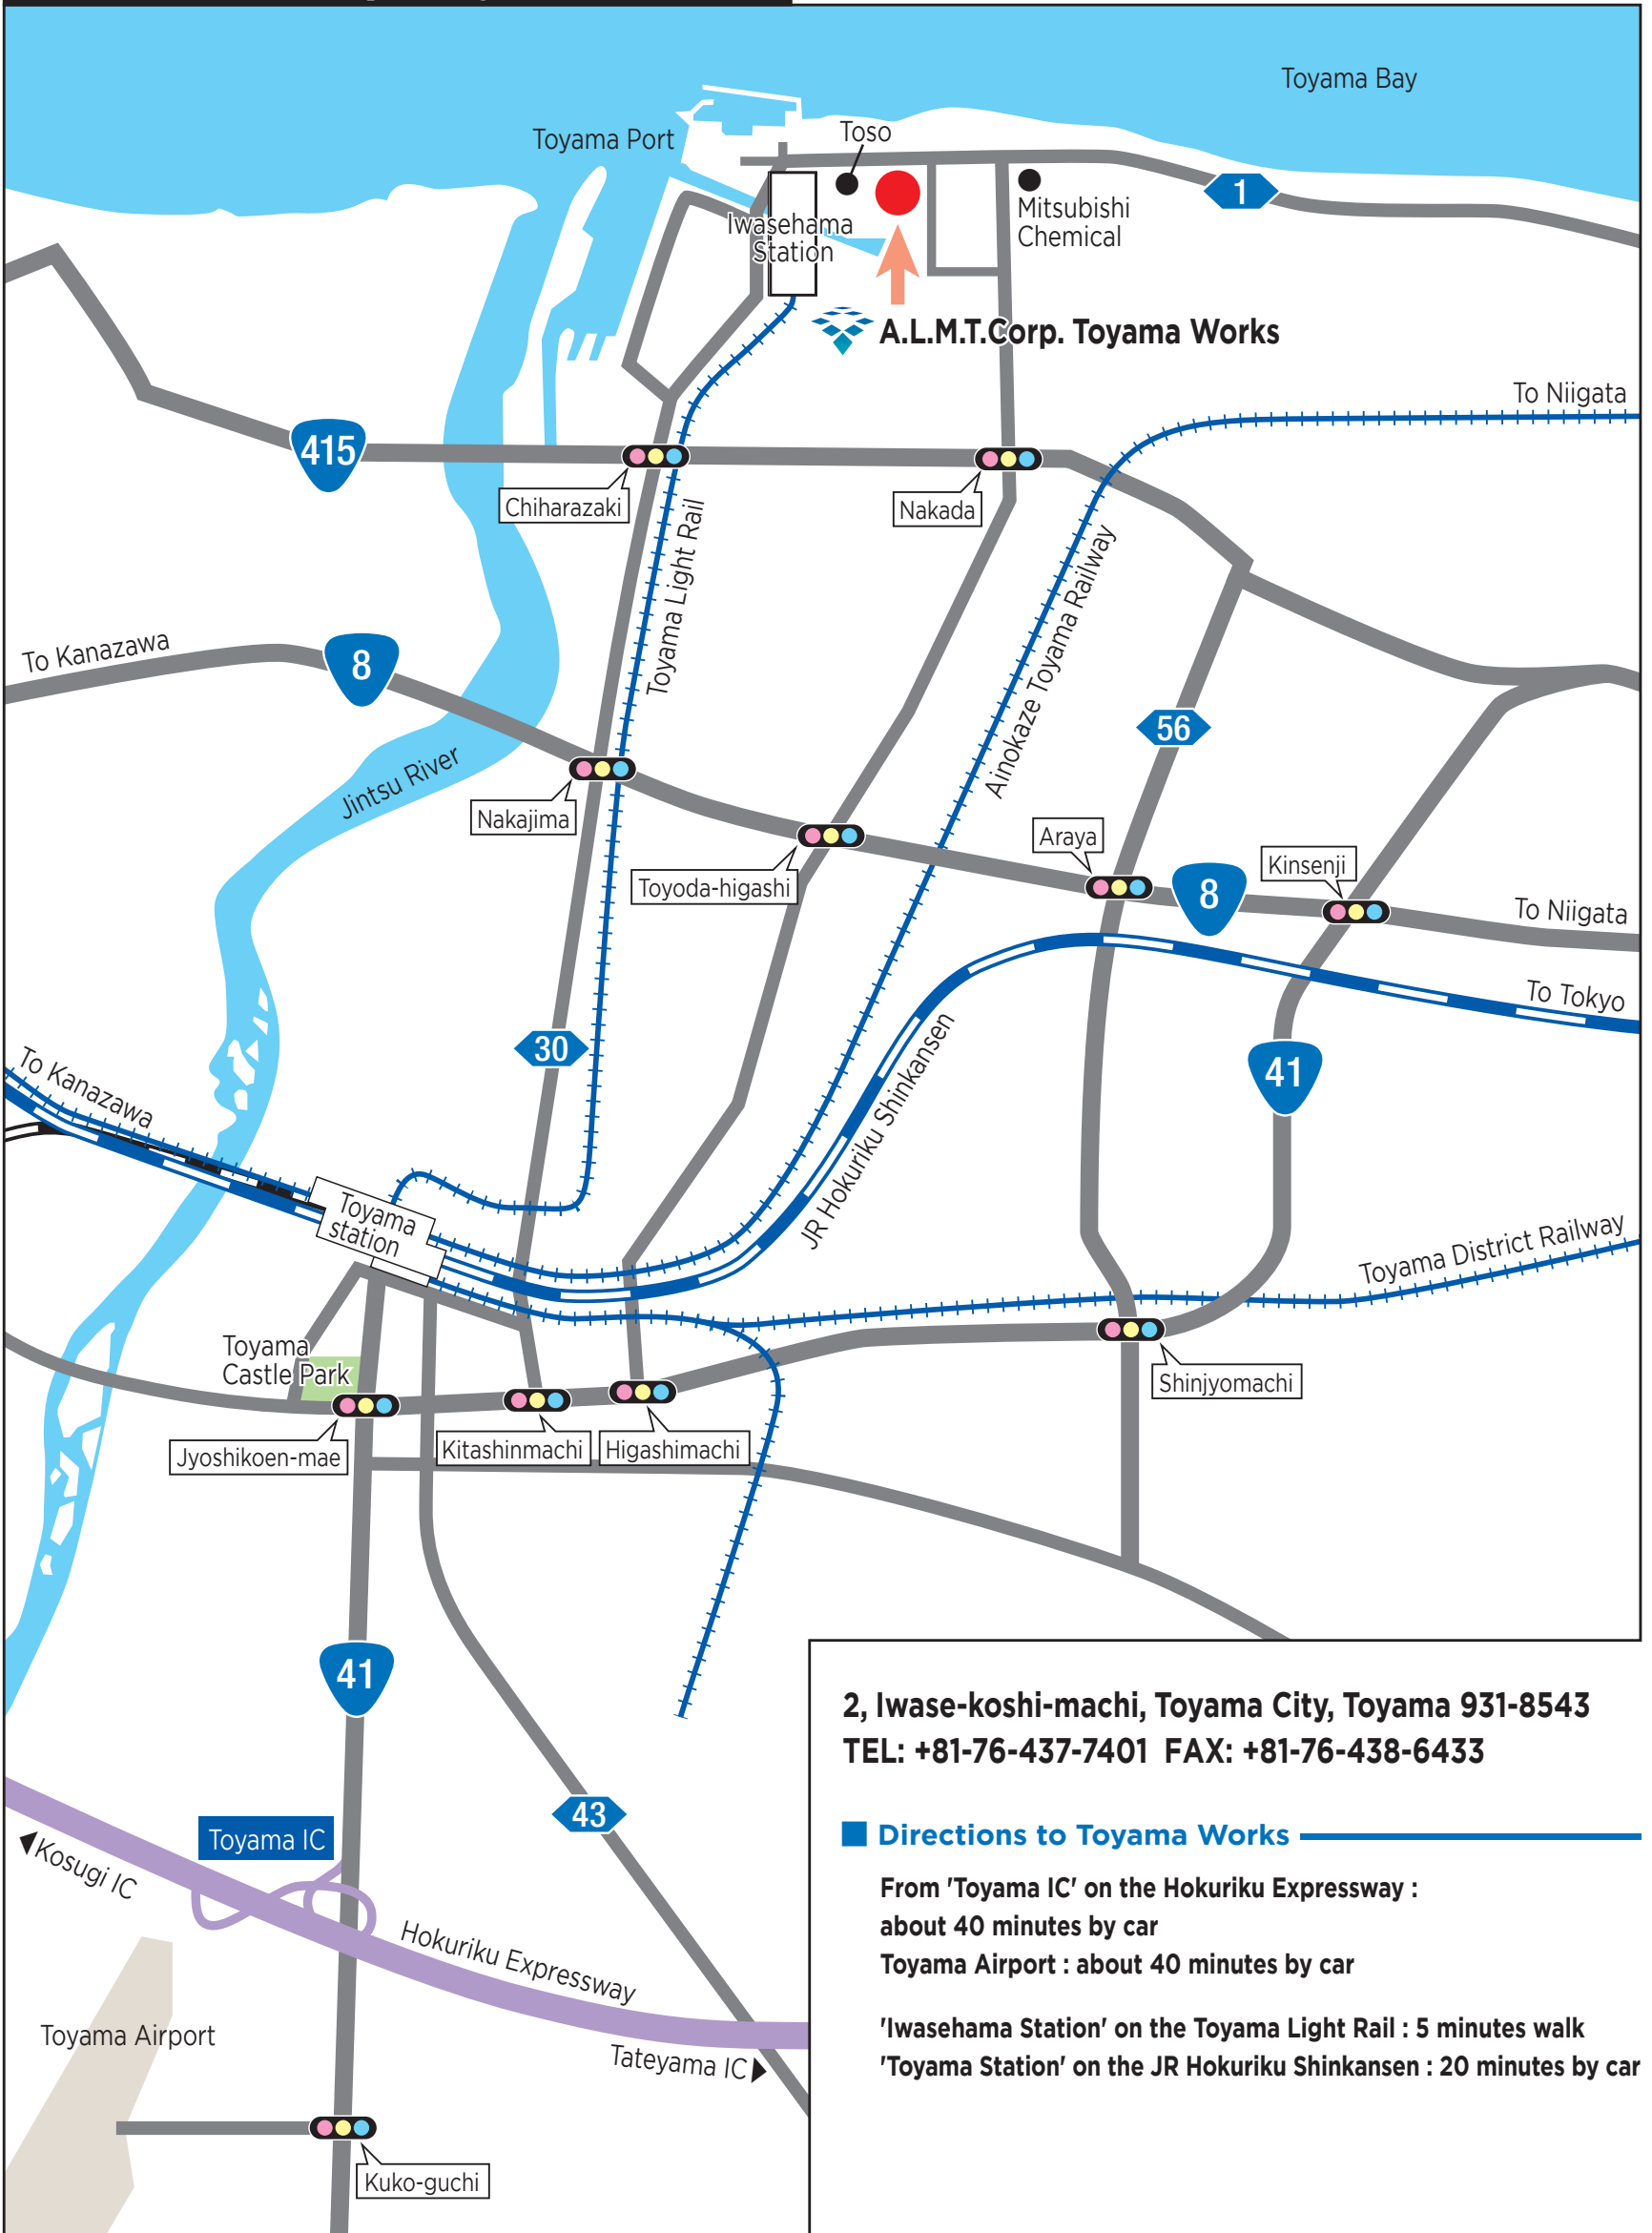 Toyama Bay
Toyama Port
Toso
1
Iwasehama
Station
Mitsubishi
Chemical
A.L.M.T.Corp. Toyama Works
To Niigata
415
Chiharazaki
Nakada
Toyama Light Rail
Ainokaze Toyama Railway
To Kanazawa
8
56
Jintsu River
Nakajima
Araya
Toyoda-higashi
Kinsenji
8
To Niigata
To Tokyo
30
JR Hokuriku Shinkansen
41
To Kanazawa
Toyama
station
Toyama District Railway
Toyama
Castle Park
Shinjyomachi
Jyoshikoen-mae
Kitashinmachi
Higashimachi
41
43
Toyama IC
Kosugi IC
Hokuriku Expressway
Toyama Airport
Tateyama IC
Kuko-guchi
2, Iwase-koshi-machi, Toyama City, Toyama 931-8543
TEL: +81-76-437-7401 FAX: +81-76-438-6433
Directions to Toyama Works
From 'Toyama IC' on the Hokuriku Expressway :
about 40 minutes by car
Toyama Airport : about 40 minutes by car
'Iwasehama Station' on the Toyama Light Rail : 5 minutes walk
'Toyama Station' on the JR Hokuriku Shinkansen : 20 minutes by car